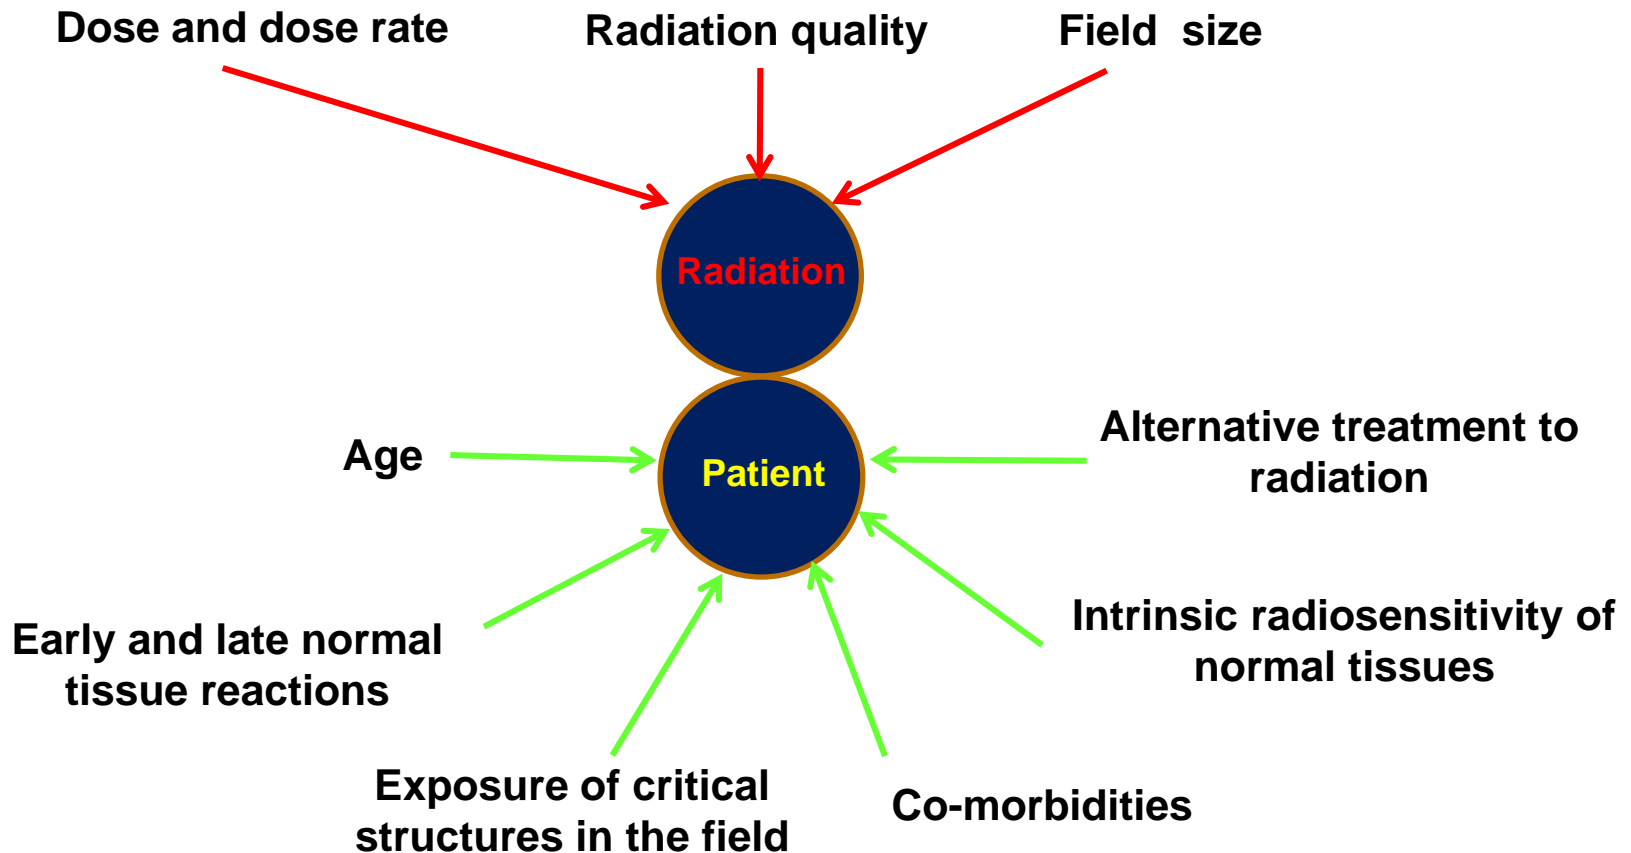 Dose and dose rate
Radiation quality
Field size
Radiation
Patient
Age
Alternative treatment to
radiation
Early and late normal
tissue reactions
Intrinsic radiosensitivity of
normal tissues
Exposure of critical
structures in the field
Co-morbidities